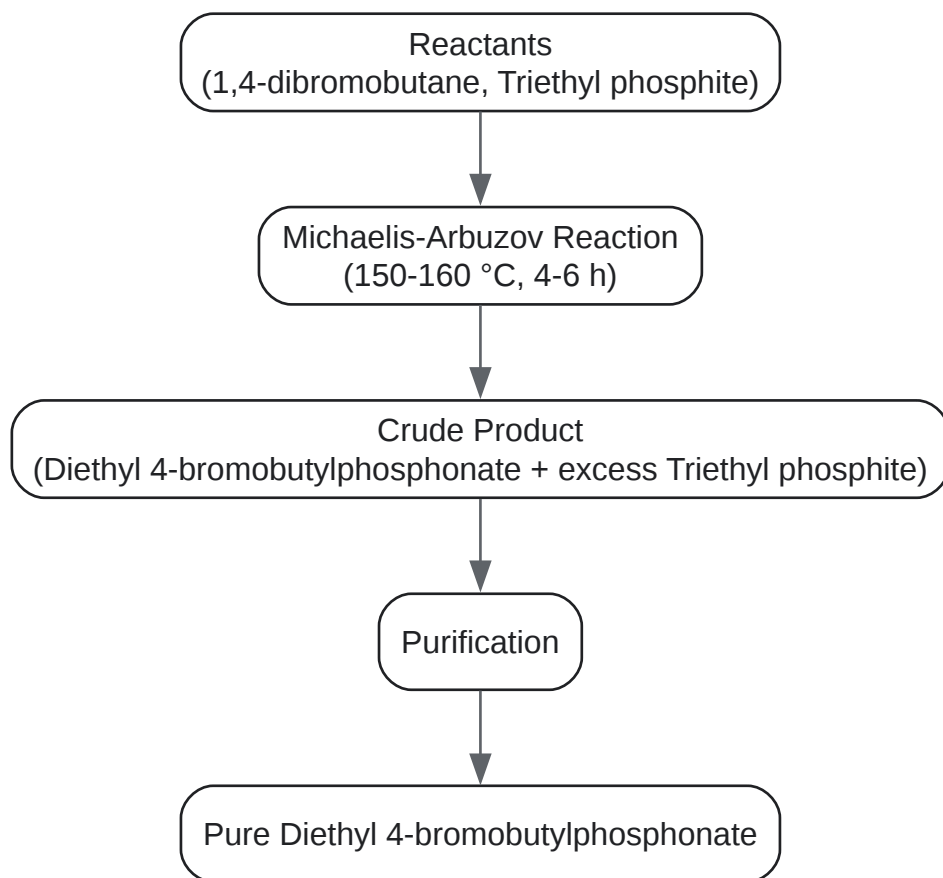 Reactants
(1,4-dibromobutane, Triethyl phosphite)
Michaelis-Arbuzov Reaction
(150-160 °C, 4-6 h)
Crude Product
(Diethyl 4-bromobutylphosphonate + excess Triethyl phosphite)
Purification
Pure Diethyl 4-bromobutylphosphonate